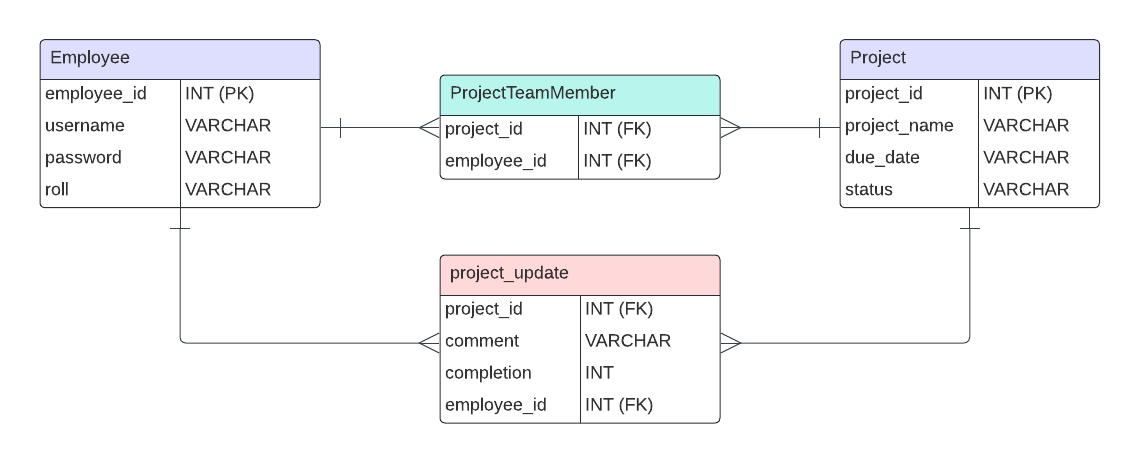 Employee
employee_id INT (PK)
username VARCHAR
password VARCHAR
roll VARCHAR
ProjectTeamMember
project_id INT (FK)
employee_id INT (FK)
Project
project_id INT (PK)
project_name VARCHAR
due_date VARCHAR
status VARCHAR
project_update
project_id INT (FK)
comment VARCHAR
completion INT
employee_id INT (FK)